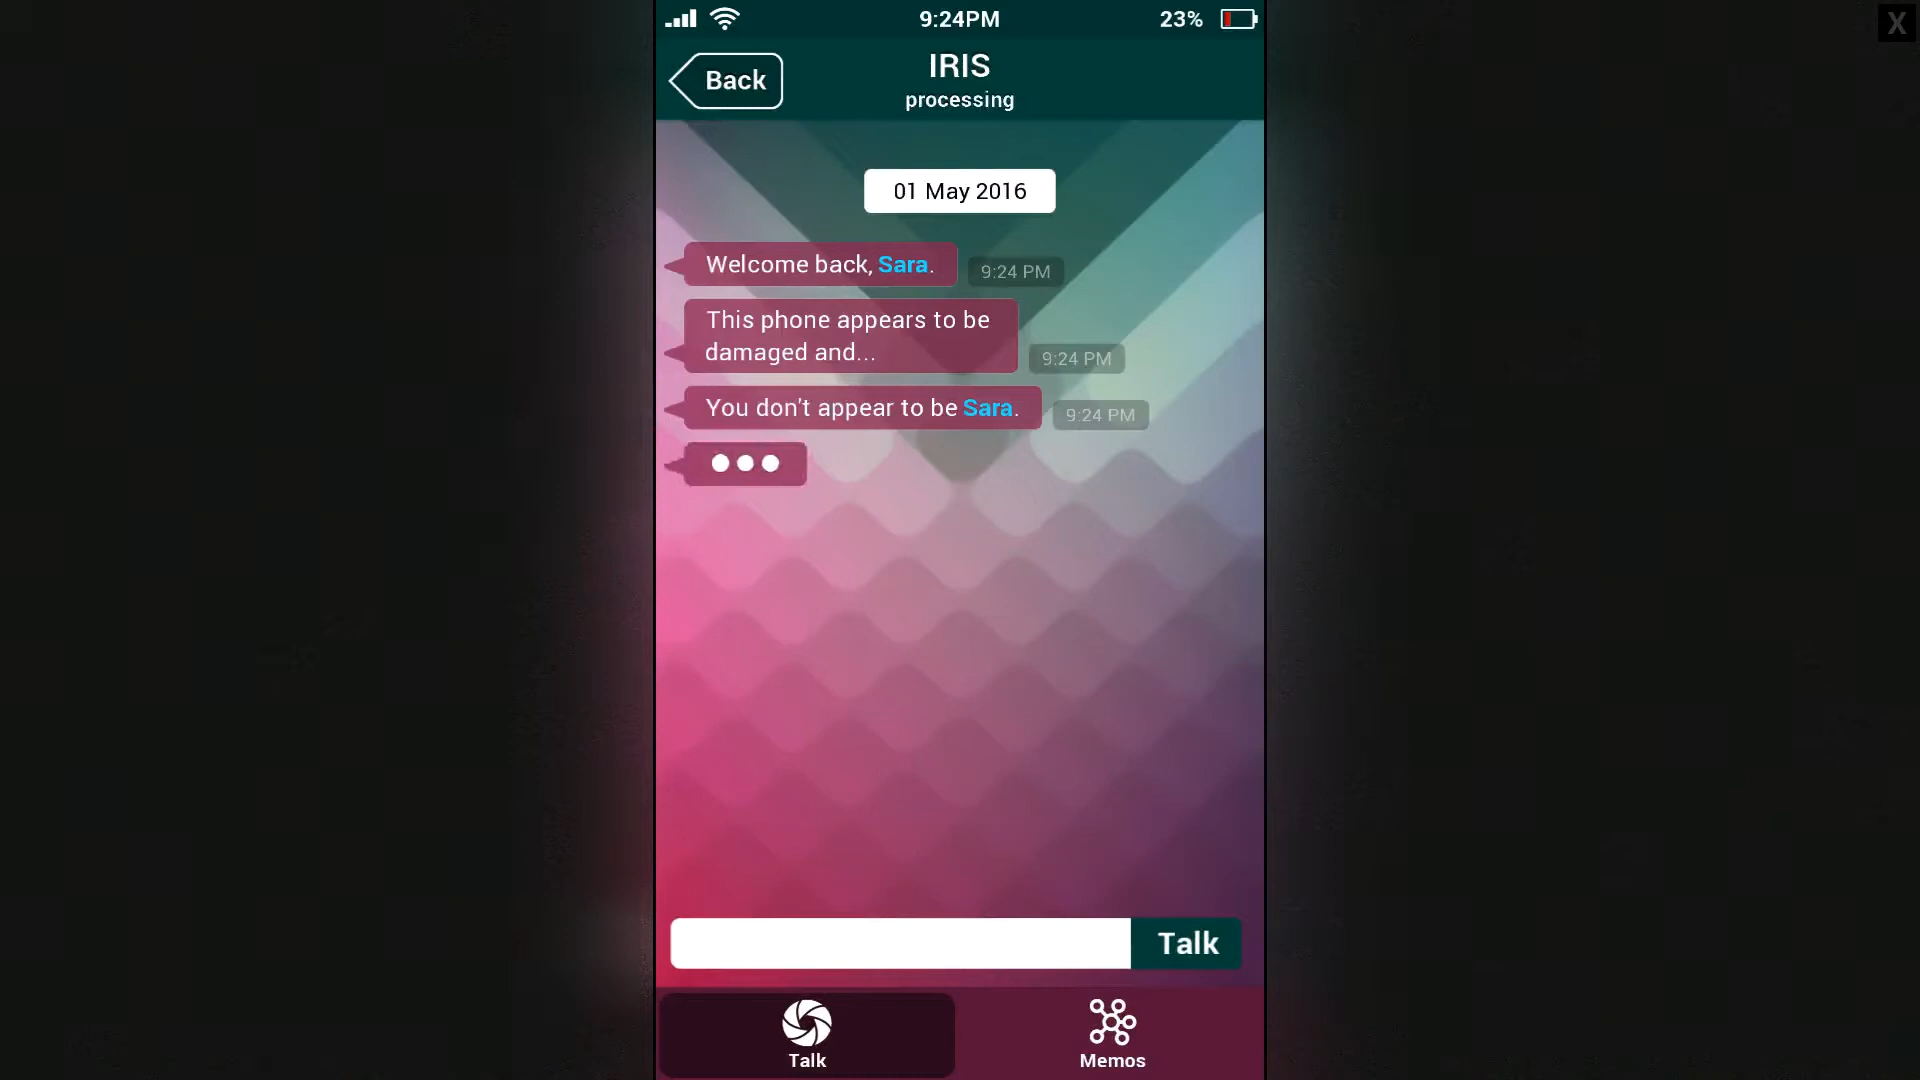 9:24PM
23%
X
Back
IRIS
processing
01 May 2016
Welcome back, Sara.
9:24 PM
This phone appears to be
damaged and...
9:24 PM
You don't appear to be Sara.
9:24 PM
Talk
Talk
Memos